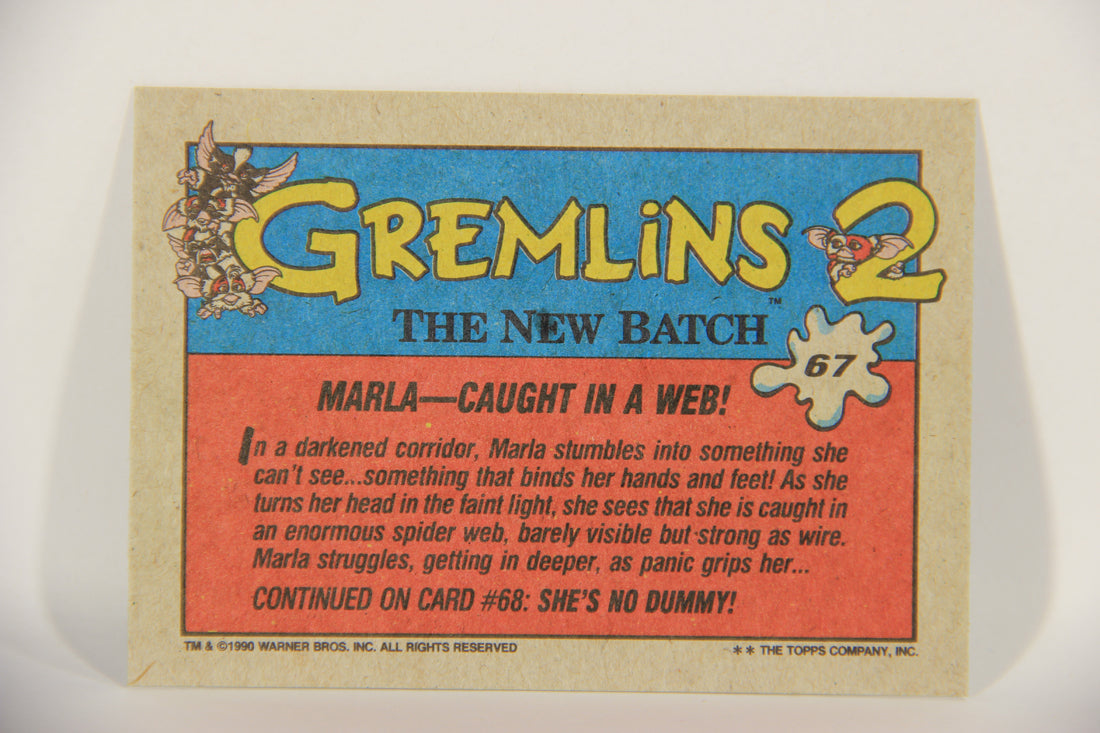 GREMLiNS 2
™
THE NEW BATCH
67
MARLA—CAUGHT IN A WEB!
In a darkened corridor, Marla stumbles into something she
can't see...something that binds her hands and feet! As she
turns her head in the faint light, she sees that she is caught in
an enormous spider web, barely visible but strong as wire.
Marla struggles, getting in deeper, as panic grips her...
CONTINUED ON CARD #68: SHE'S NO DUMMY!
TM & ©1990 WARNER BROS. INC. ALL RIGHTS RESERVED
** THE TOPPS COMPANY, INC.